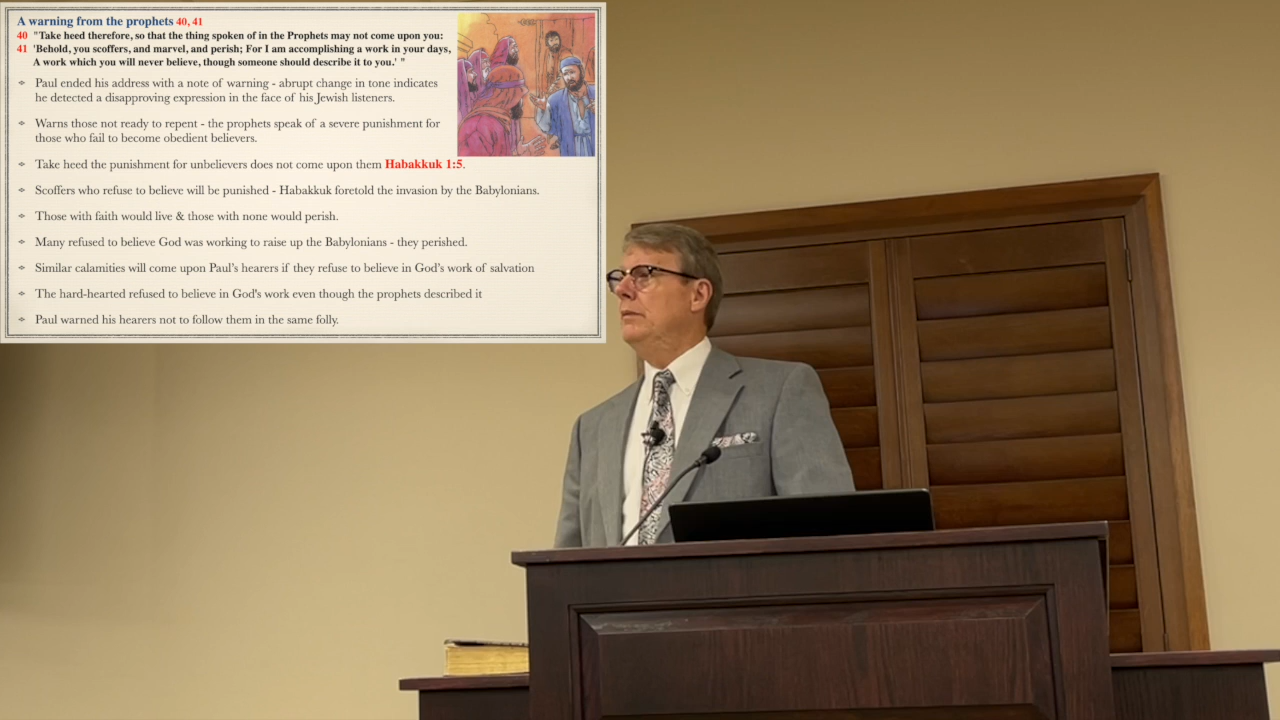 A warning from the prophets 40, 41
40 "Take heed therefore, so that the thing spoken of in the Prophets may not come upon you:
41 'Behold, you scoffers, and marvel, and perish; For I am accomplishing a work in your days,
A work which you will never believe, though someone should describe it to you.' "
Paul ended his address with a note of warning - abrupt change in tone indicates
he detected a disapproving expression in the face of his Jewish listeners.
Warns those not ready to repent - the prophets speak of a severe punishment for
those who fail to become obedient believers.
Take heed the punishment for unbelievers does not come upon them Habakkuk 1:5.
Scoffers who refuse to believe will be punished - Habakkuk foretold the invasion by the Babylonians.
Those with faith would live & those with none would perish.
Many refused to believe God was working to raise up the Babylonians - they perished.
Similar calamities will come upon Paul's hearers if they refuse to believe in God's work of salvation
The hard-hearted refused to believe in God's work even though the prophets described it
Paul warned his hearers not to follow them in the same folly.